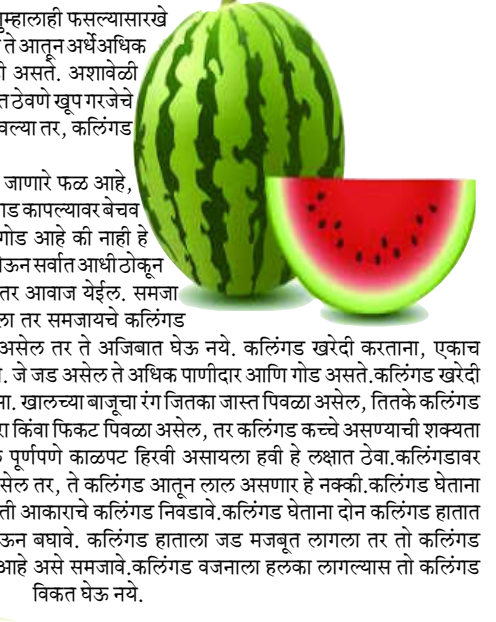 तुम्हालाही फसल्यासारखे
ते आतून अर्धेअधिक
असते. अशावेळी
ठेवणे खूप गरजेचे
तर, कलिंगड
जाणारे फळ आहे,
कापल्यावर बेचव
गोड आहे की नाही हे
सर्वात आधी ठोकून
तर आवाज येईल. समजा
तर समजायचे कलिंगड
असेल तर ते अजिबात घेऊ नये. कलिंगड खरेदी करताना, एकाच
जे जड असेल ते अधिक पाणीदार आणि गोड असते.कलिंगड खरेदी
खालच्या बाजूचा रंग जितका जास्त पिवळा असेल, तितके कलिंगड
किंवा फिकट पिवळा असेल, तर कलिंगड कच्चे असण्याची शक्यता
पूर्णपणे काळपट हिरवी असायला हवी हे लक्षात ठेवा.कलिंगडावर
तर, ते कलिंगड आतून लाल असणार हे नक्की.कलिंगड घेताना
आकाराचे कलिंगड निवडावे.कलिंगड घेताना दोन कलिंगड हातात
बघावे. कलिंगड हाताला जड मजबूत लागला तर तो कलिंगड
आहे असे समजावे.कलिंगड वजनाला हलका लागल्यास तो कलिंगड
विकत घेऊ नये.